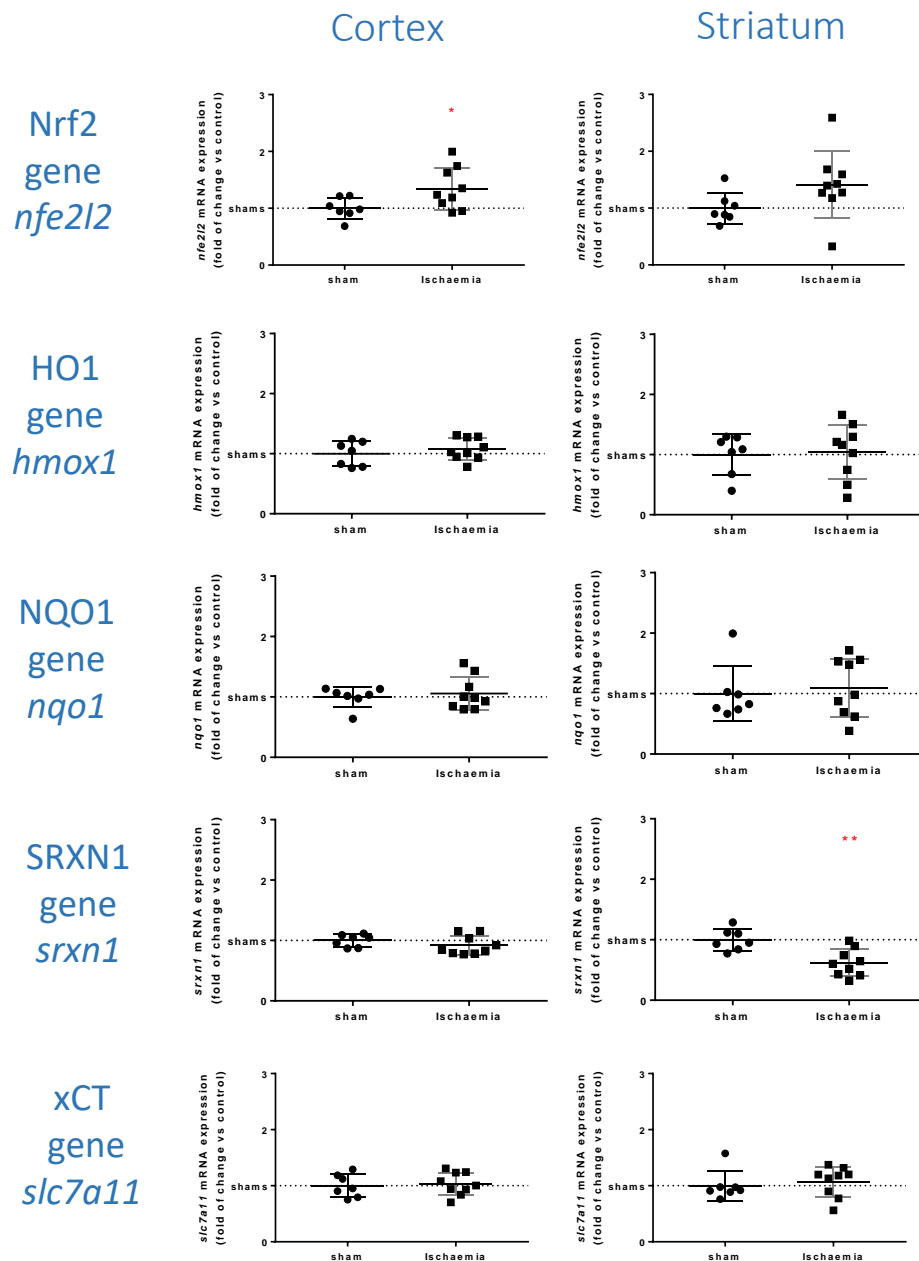 Cortex
Striatum
Nrf2
gene
nfe2l2
nfe2l2 mRNA expression
(fold of change vs control)
3
2
shams
0
sham
Ischaemia
*
nfe2l2 mRNA expression
(fold of change vs control)
3
2
shams
0
sham
Ischaemia
HO1
gene
hmox1
hmox1 mRNA expression
(fold of change vs control)
3
2
shams
0
sham
Ischaemia
hmox1 mRNA expression
(fold of change vs control)
3
2
shams
0
sham
Ischaemia
NQO1
gene
nqo1
nqo1 mRNA expression
(fold of change vs control)
3
2
shams
0
sham
Ischaemia
nqo1 mRNA expression
(fold of change vs control)
3
2
shams
0
sham
Ischaemia
SRXN1
gene
srxn1
srxn1 mRNA expression
(fold of change vs control)
3
2
shams
0
sham
Ischaemia
srxn1 mRNA expression
(fold of change vs control)
3
2
shams
0
sham
Ischaemia
**
xCT
gene
slc7a11
slc7a11 mRNA expression
(fold of change vs control)
3
2
shams
0
sham
Ischaemia
slc7a11 mRNA expression
(fold of change vs control)
3
2
shams
0
sham
Ischaemia